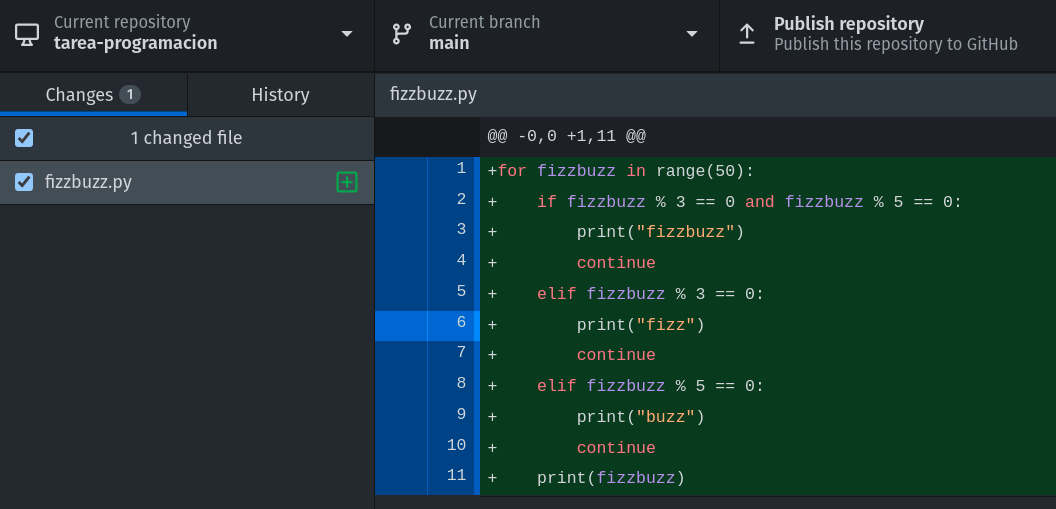 Current repository
tarea-programacion
Current branch
main
Publish repository
Publish this repository to GitHub
Changes 1
History
1 changed file
fizzbuzz.py
fizzbuzz.py
@@ -0,0 +1,11 @@
1 +for fizzbuzz in range(50):
2 +    if fizzbuzz % 3 == 0 and fizzbuzz % 5 == 0:
3 +        print("fizzbuzz")
4 +        continue
5 +    elif fizzbuzz % 3 == 0:
6 +        print("fizz")
7 +        continue
8 +    elif fizzbuzz % 5 == 0:
9 +        print("buzz")
10 +        continue
11 +    print(fizzbuzz)